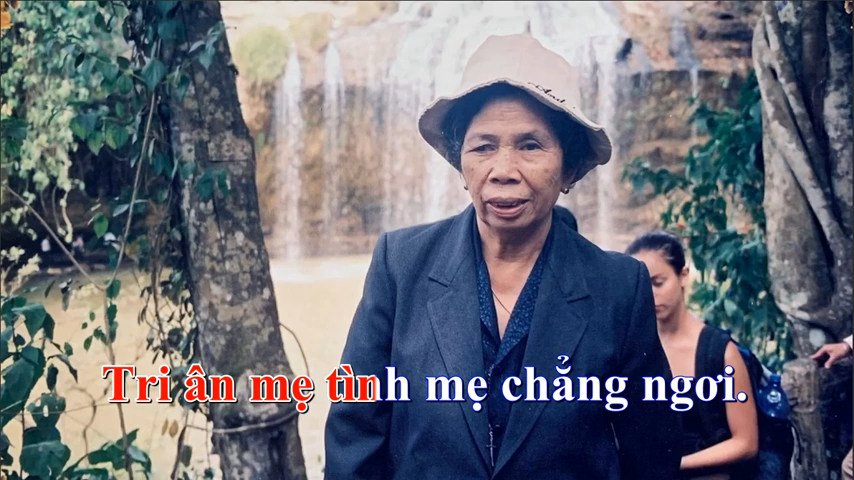 Tri ân mẹ tình mẹ chẳng ngơi.